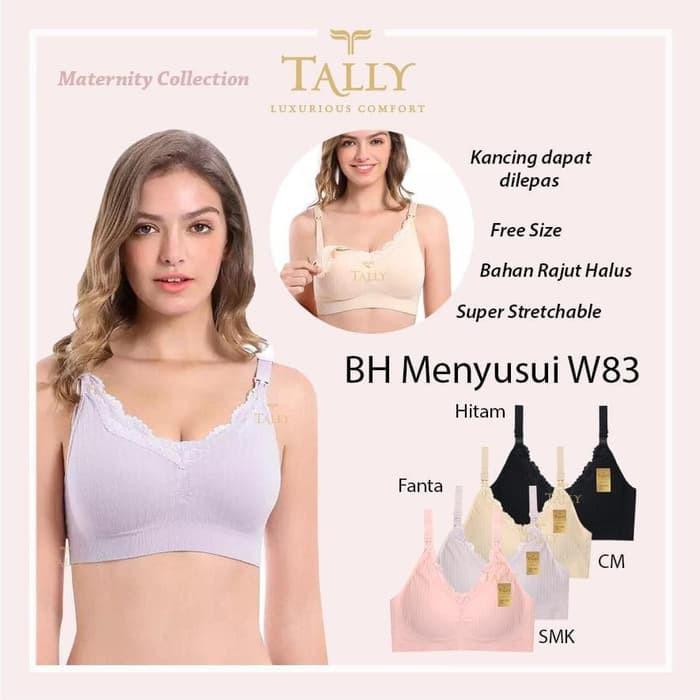 Maternity Collection
TALLY
LUXURIOUS COMFORT
Kancing dapat
dilepas
Free Size
Bahan Rajut Halus
Super Stretchable
TALLY
BH Menyusui W83
TALLY
Hitam
Fanta
TALLY
CM
SMK